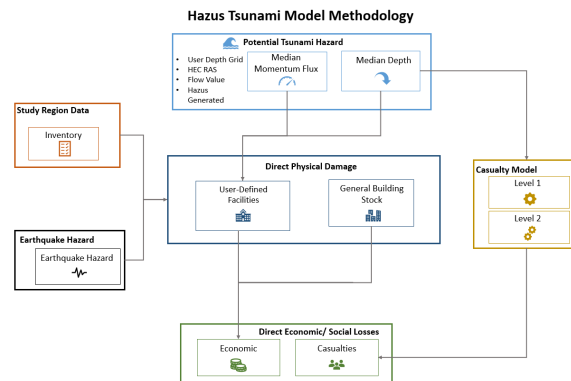 Hazus Tsunami Model Methodology
Potential Tsunami Hazard
• User Depth Grid
• HEC RAS
• Flow Value
• Hazus
Generated
Median
Momentum Flux
Median Depth
Study Region Data
Inventory
Direct Physical Damage
User-Defined
Facilities
General Building
Stock
Casualty Model
Level 1
Level 2
Earthquake Hazard
Earthquake Hazard
Direct Economic/ Social Losses
Economic
Casualties